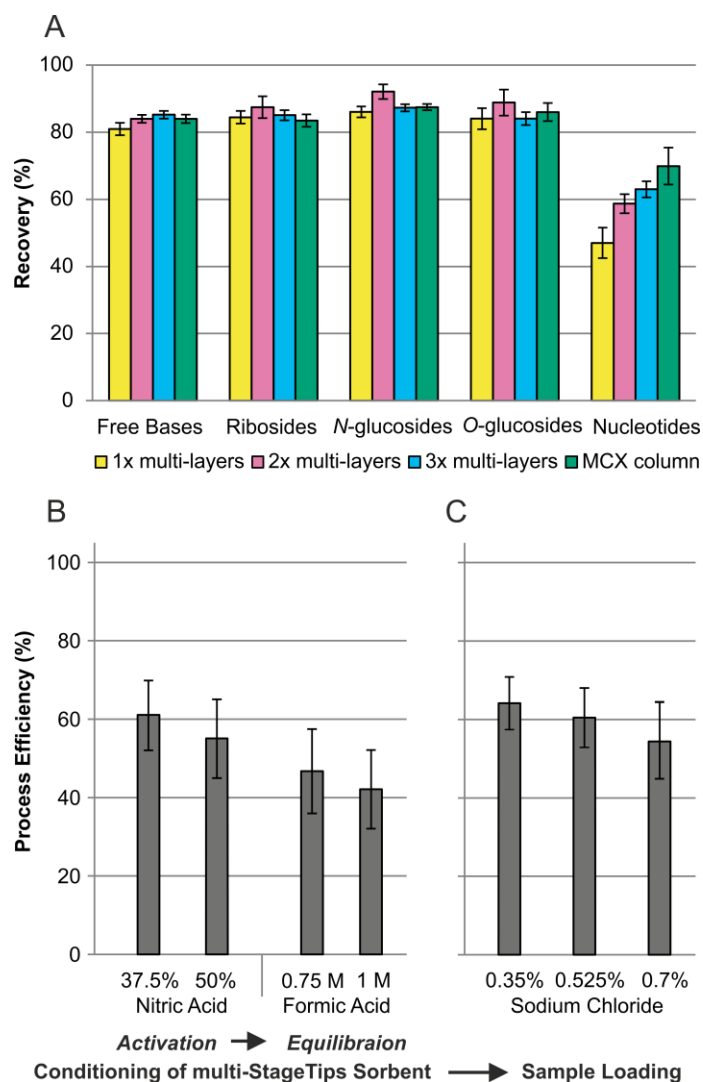 A
Recovery (%)
100
80
60
40
20
0
Free Bases Ribosides N-glucosides O-glucosides Nucleotides
1x multi-layers 2x multi-layers 3x multi-layers MCX column
B
C
Process Efficiency (%)
100
80
60
40
20
0
37.5% 50% 0.75 M 1 M
Nitric Acid Formic Acid
0.35% 0.525% 0.7%
Sodium Chloride
Activation Equilibraion
Conditioning of multi-StageTips Sorbent Sample Loading